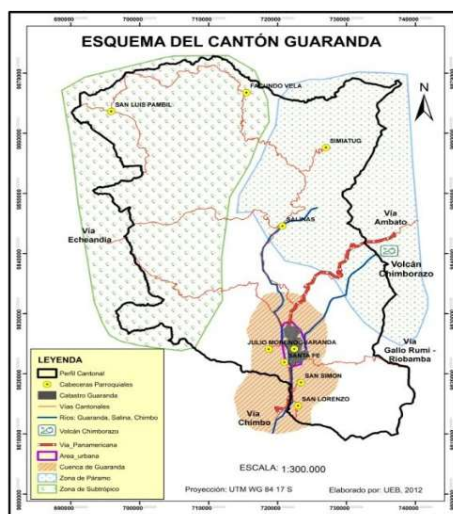 ESQUEMA DEL CANTÓN GUARANDA
FACUNDO VELA
SAN LUIS PAMBIL
SIMIATUG
SALINAS
Vía
Ambato
Vía
Echeandía
Volcán
Chimborazo
JULIO MORENO
GUARANDA
SANTA FE
Vía
Gallo Rumi -
Riobamba
SAN SIMÓN
SAN LORENZO
Vía
Chimbo
LEYENDA
Perfil Cantonal
Cabeceras Parroquiales
Catastro Guaranda
Vías Cantonales
Ríos: Guaranda, Salina, Chimbo
Volcán Chimborazo
Via_Panamericana
Area_urbana
Cuenca de Guaranda
Zona de Páramo
Zona de Subtrópico
ESCALA: 1:300.000
Proyección: UTM WG 84 17 S
Elaborado por: UEB, 2012